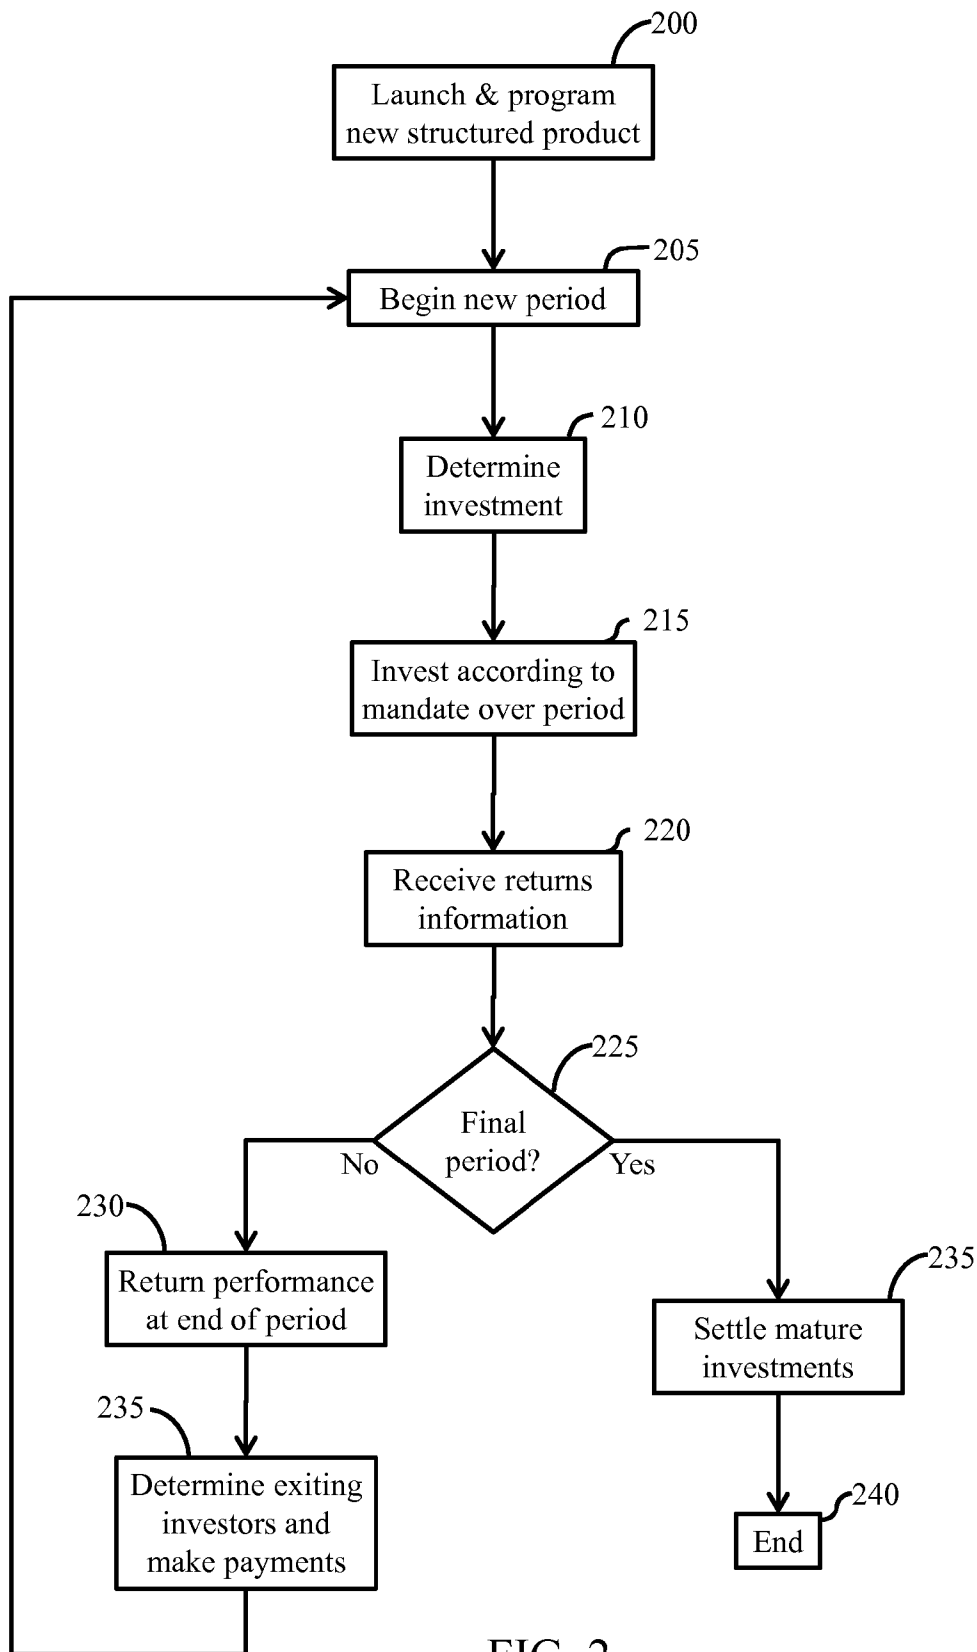 200
Launch & program
new structured product
205
Begin new period
210
Determine
investment
215
Invest according to
mandate over period
220
Receive returns
information
225
Final
period?
No
Yes
230
Return performance
at end of period
235
Settle mature
investments
235
Determine exiting
investors and
make payments
240
End
FIG. 2